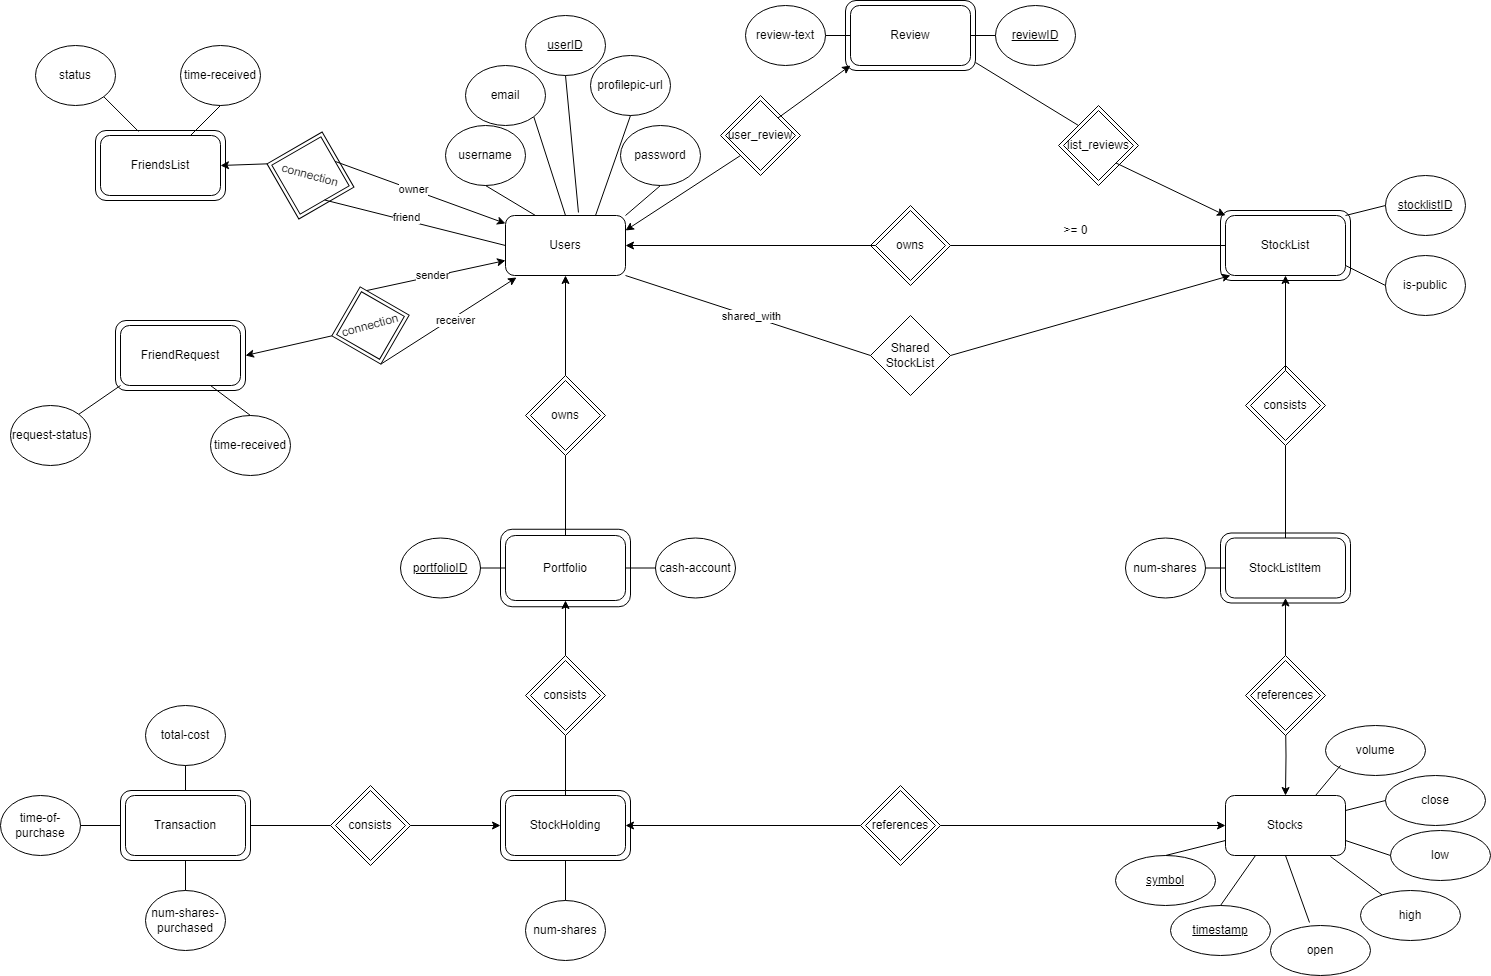 review-text
Review
reviewID
userID
status
time-received
profilepic-url
email
user_review
list_reviews
username
password
FriendsList
connection
owner
friend
stocklistID
>= 0
Users
owns
StockList
sender
is-public
shared_with
receiver
connection
FriendRequest
Shared
StockList
consists
owns
request-status
time-received
portfolioID
Portfolio
cash-account
num-shares
StockListItem
consists
references
total-cost
volume
close
time-of-
purchase
Transaction
consists
StockHolding
references
Stocks
low
symbol
num-shares-
purchased
high
num-shares
timestamp
open